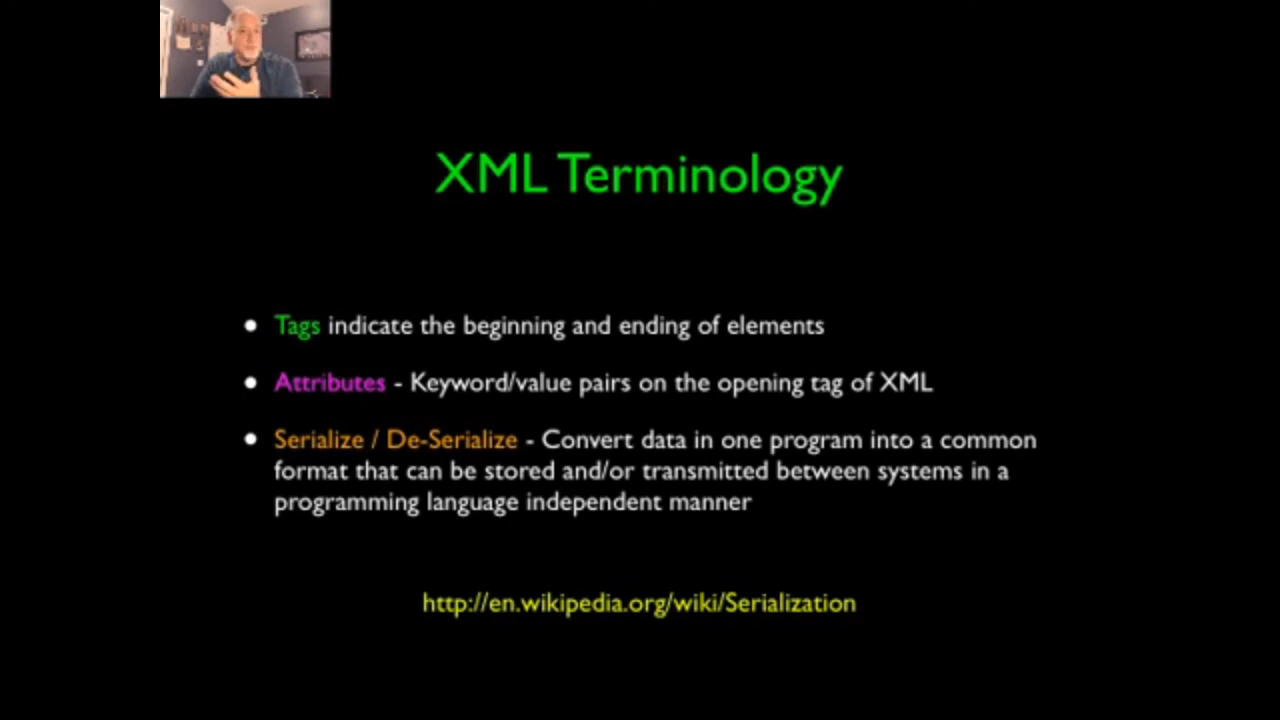 XML Terminology
Tags indicate the beginning and ending of elements
Attributes - Keyword/value pairs on the opening tag of XML
Serialize / De-Serialize - Convert data in one program into a common
format that can be stored and/or transmitted between systems in a
programming language independent manner
http://en.wikipedia.org/wiki/Serialization